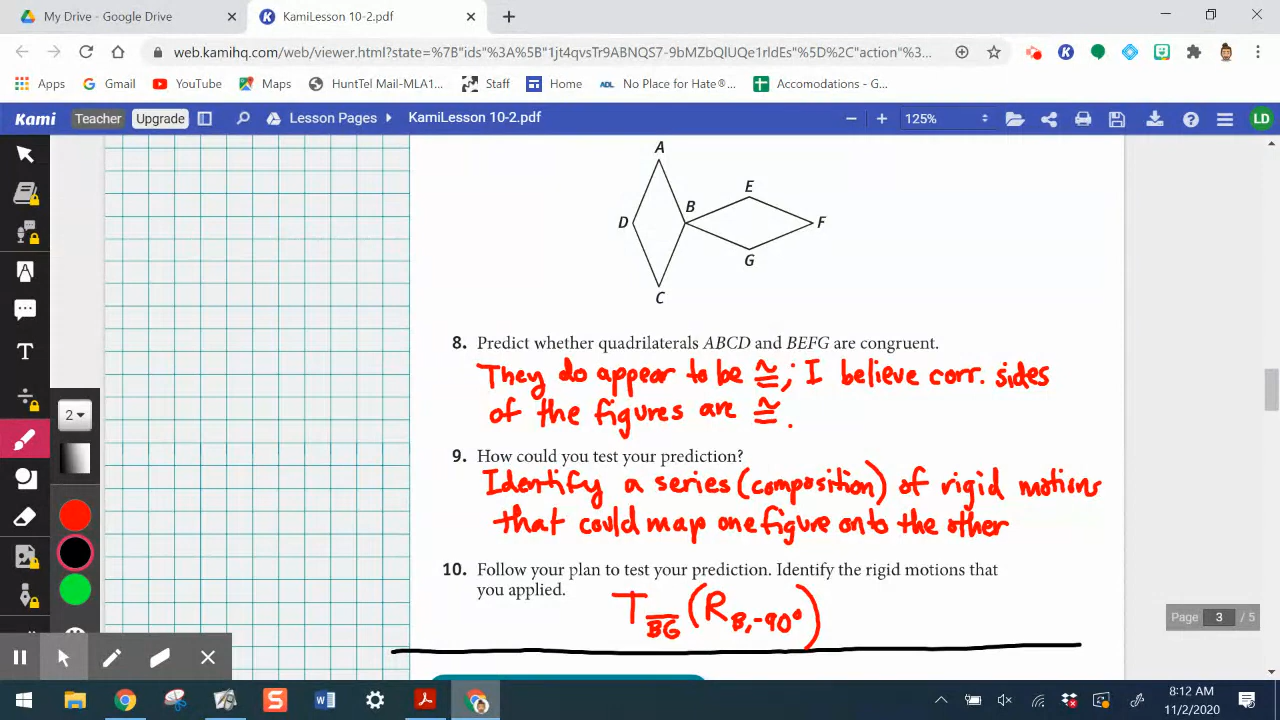 My Drive - Google Drive
KamiLesson 10-2.pdf
web.kamihq.com/web/viewer.html?state=%7B"ids"%3A%5B"1jt4qvsTr9ABNQS7-9bMZbQlUQe1rldEs"%5D%2C"action"%3...
Apps Gmail YouTube Maps HuntTel Mail-MLA1... Staff Home ADL No Place for Hate®... Accomodations - G...
Kami Teacher Upgrade Lesson Pages KamiLesson 10-2.pdf 125% LD
A
E
B
D
F
G
C
8. Predict whether quadrilaterals ABCD and BEFG are congruent.
They do appear to be ≅; I believe corr. sides
of the figures are ≅.
9. How could you test your prediction?
Identify a series (composition) of rigid motions
that could map one figure onto the other
10. Follow your plan to test your prediction. Identify the rigid motions that
you applied.
T BG (R B, -90°)
2
Page 3 / 5
8:12 AM
11/2/2020